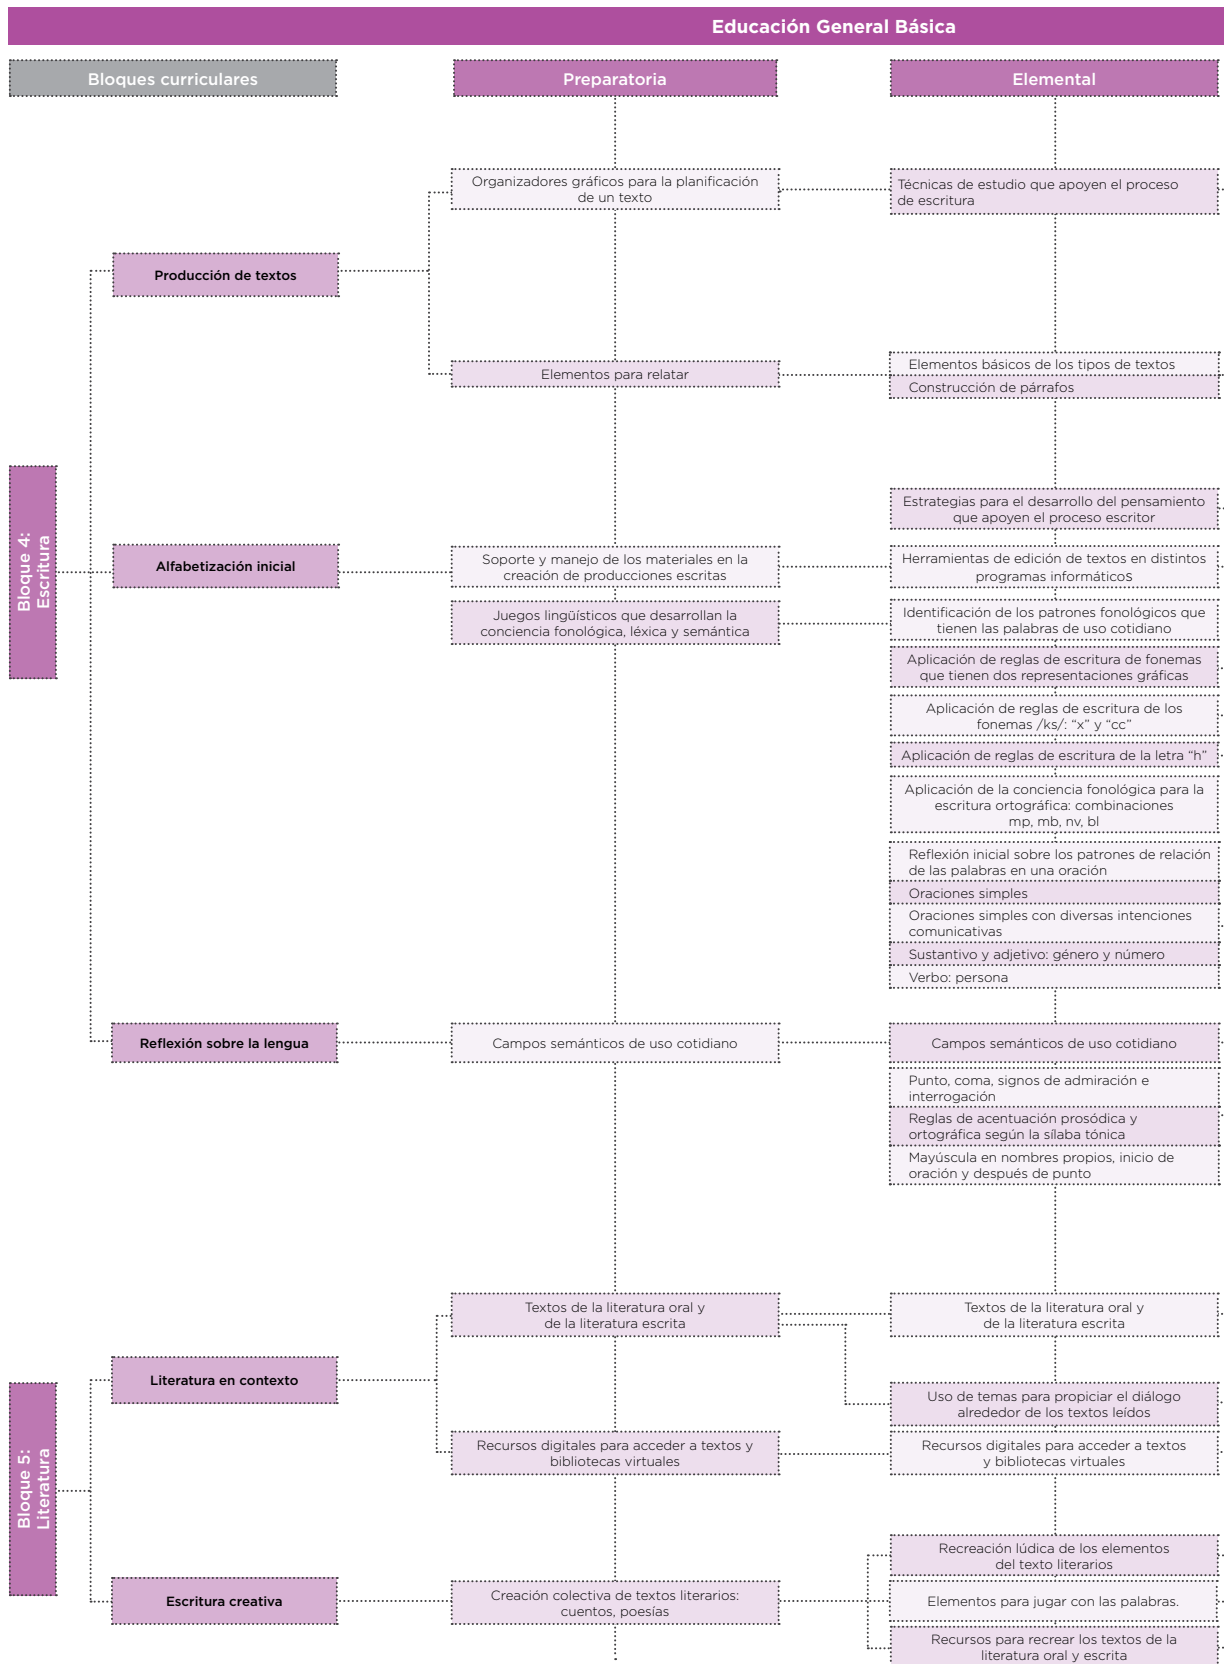 Educación General Básica
Bloques curriculares
Preparatoria
Elemental
Organizadores gráficos para la planificación
de un texto
Técnicas de estudio que apoyen el proceso
de escritura
Producción de textos
Elementos para relatar
Elementos básicos de los tipos de textos
Construcción de párrafos
Bloque 4:
Escritura
Estrategias para el desarrollo del pensamiento
que apoyen el proceso escritor
Alfabetización inicial
Soporte y manejo de los materiales en la
creación de producciones escritas
Herramientas de edición de textos en distintos
programas informáticos
Juegos lingüísticos que desarrollan la
conciencia fonológica, léxica y semántica
Identificación de los patrones fonológicos que
tienen las palabras de uso cotidiano
Aplicación de reglas de escritura de fonemas
que tienen dos representaciones gráficas
Aplicación de reglas de escritura de los
fonemas /ks/: “x” y “cc”
Aplicación de reglas de escritura de la letra “h”
Aplicación de la conciencia fonológica para la
escritura ortográfica: combinaciones
mp, mb, nv, bl
Reflexión inicial sobre los patrones de relación
de las palabras en una oración
Oraciones simples
Oraciones simples con diversas intenciones
comunicativas
Sustantivo y adjetivo: género y número
Verbo: persona
Reflexión sobre la lengua
Campos semánticos de uso cotidiano
Campos semánticos de uso cotidiano
Punto, coma, signos de admiración e
interrogación
Reglas de acentuación prosódica y
ortográfica según la sílaba tónica
Mayúscula en nombres propios, inicio de
oración y después de punto
Bloque 5:
Literatura
Literatura en contexto
Textos de la literatura oral y
de la literatura escrita
Textos de la literatura oral y
de la literatura escrita
Uso de temas para propiciar el diálogo
alrededor de los textos leídos
Recursos digitales para acceder a textos y
bibliotecas virtuales
Recursos digitales para acceder a textos
y bibliotecas virtuales
Escritura creativa
Creación colectiva de textos literarios:
cuentos, poesías
Recreación lúdica de los elementos
del texto literarios
Elementos para jugar con las palabras.
Recursos para recrear los textos de la
literatura oral y escrita